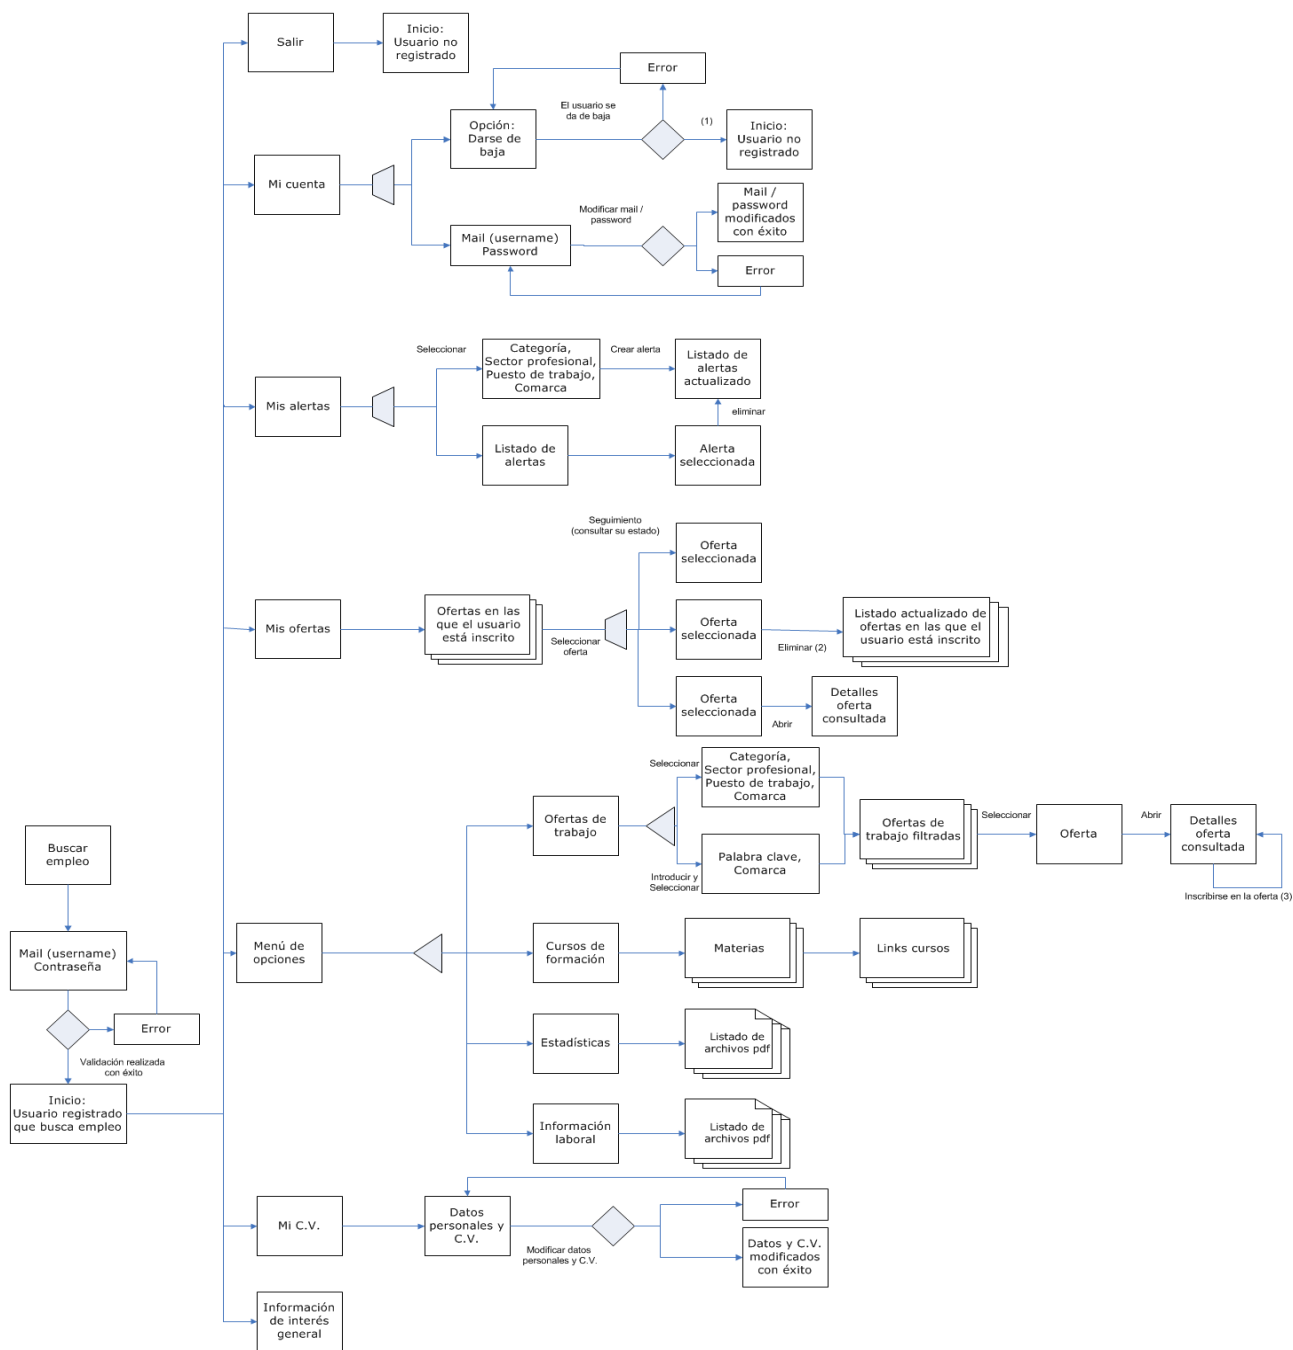 Salir
Inicio:
Usuario no
registrado
Error
El usuario se
da de baja
Opción:
Darse de
baja
(1)
Inicio:
Usuario no
registrado
Mi cuenta
Modificar mail /
password
Mail /
password
modificados
con éxito
Mail (username)
Password
Error
Seleccionar
Categoría,
Sector profesional,
Puesto de trabajo,
Comarca
Crear alerta
Listado de
alertas
actualizado
Mis alertas
eliminar
Listado de
alertas
Alerta
seleccionada
Seguimiento
(consultar su estado)
Oferta
seleccionada
Mis ofertas
Ofertas en las
que el usuario
está inscrito
Seleccionar
oferta
Oferta
seleccionada
Eliminar (2)
Listado actualizado de
ofertas en las que el
usuario está inscrito
Oferta
seleccionada
Abrir
Detalles
oferta
consultada
Seleccionar
Categoría,
Sector profesional,
Puesto de trabajo,
Comarca
Ofertas de
trabajo
Introducir y
Seleccionar
Palabra clave,
Comarca
Ofertas de
trabajo filtradas
Seleccionar
Oferta
Abrir
Detalles
oferta
consultada
Inscribirse en la oferta (3)
Buscar
empleo
Mail (username)
Contraseña
Error
Validación realizada
con éxito
Inicio:
Usuario registrado
que busca empleo
Menú de
opciones
Cursos de
formación
Materias
Links cursos
Estadísticas
Listado de
archivos pdf
Información
laboral
Listado de
archivos pdf
Mi C.V.
Datos
personales y
C.V.
Modificar datos
personales y C.V.
Error
Datos y C.V.
modificados
con éxito
Información
de interés
general